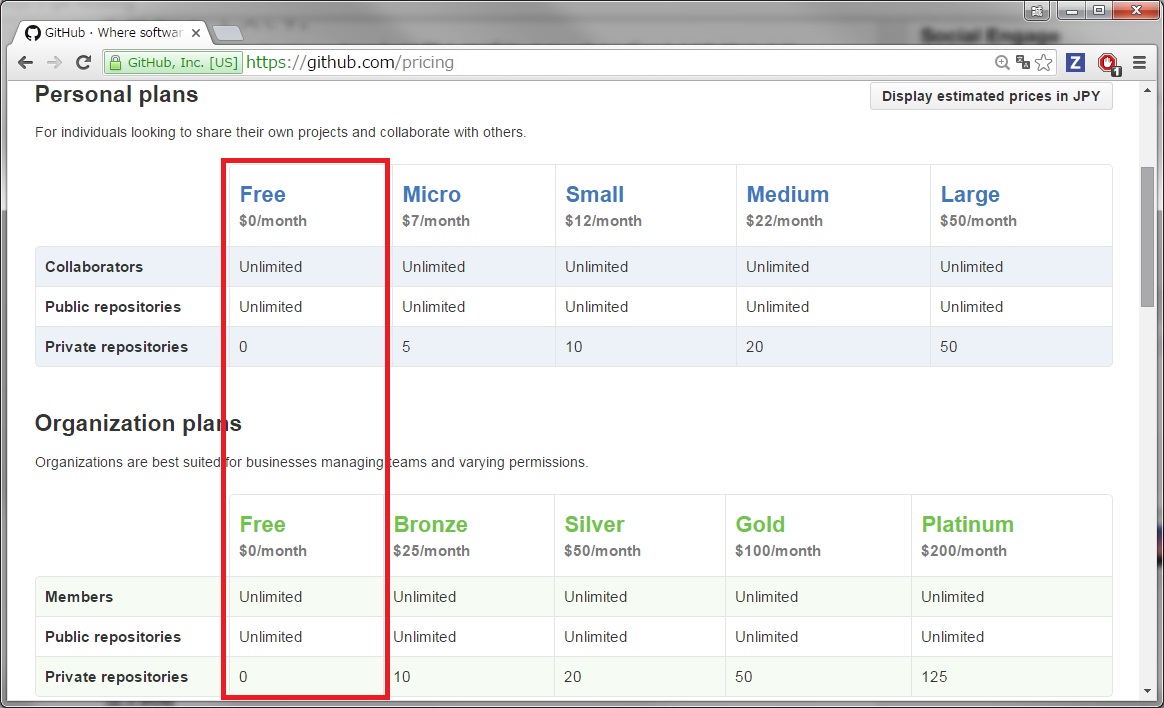 Social Engage
GitHub · Where softwar
GitHub, Inc. [US] https://github.com/pricing
Z
1
Personal plans
Display estimated prices in JPY
For individuals looking to share their own projects and collaborate with others.
Free Micro Small Medium Large
$0/month $7/month $12/month $22/month $50/month
Collaborators Unlimited Unlimited Unlimited Unlimited Unlimited
Public repositories Unlimited Unlimited Unlimited Unlimited Unlimited
Private repositories 0 5 10 20 50
Organization plans
Organizations are best suited for businesses managing teams and varying permissions.
Free Bronze Silver Gold Platinum
$0/month $25/month $50/month $100/month $200/month
Members Unlimited Unlimited Unlimited Unlimited Unlimited
Public repositories Unlimited Unlimited Unlimited Unlimited Unlimited
Private repositories 0 10 20 50 125